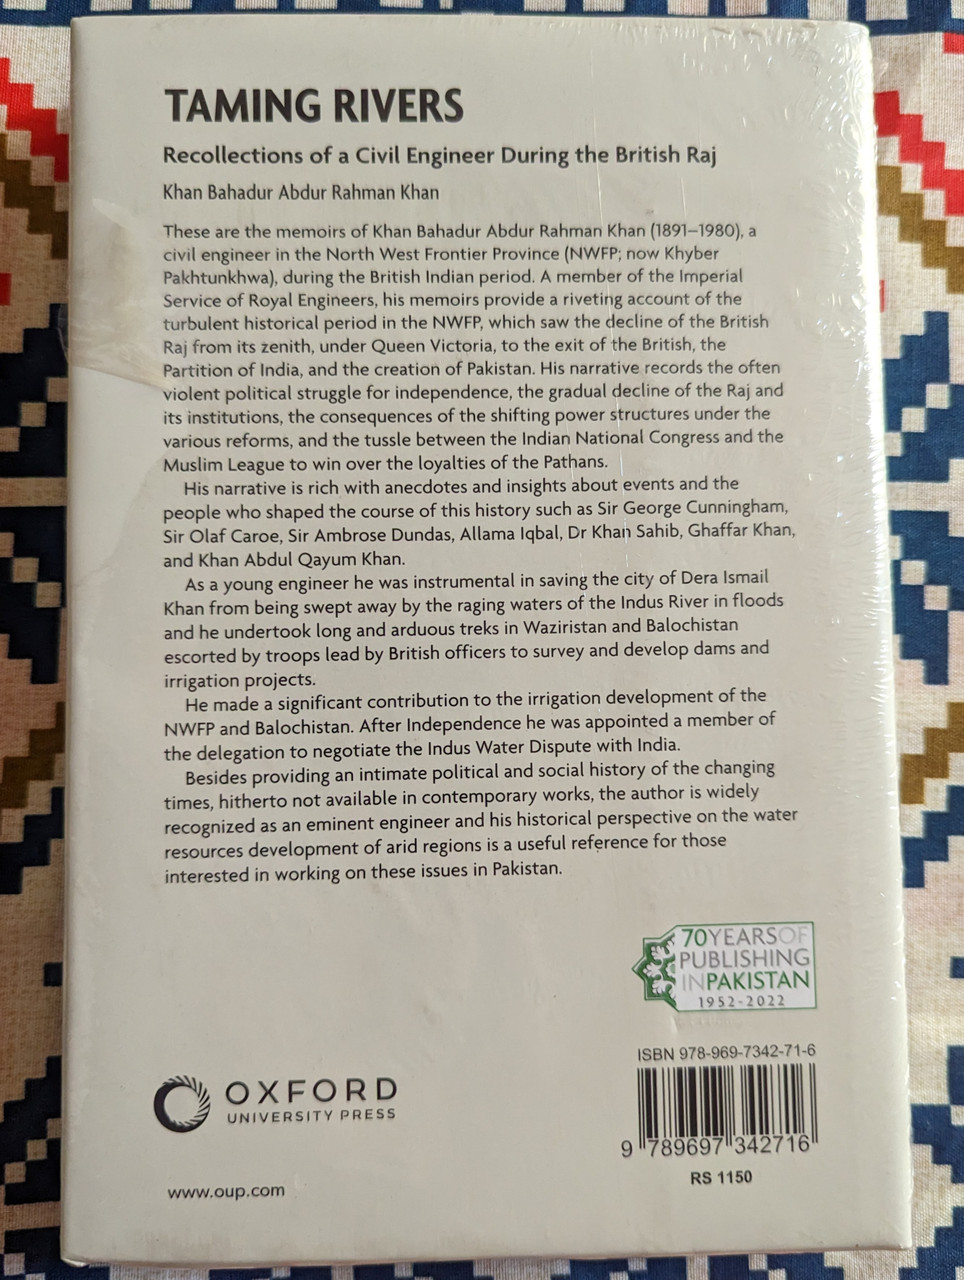 TAMING RIVERS
Recollections of a Civil Engineer During the British Raj
Khan Bahadur Abdur Rahman Khan
These are the memoirs of Khan Bahadur Abdur Rahman Khan (1891–1980), a
civil engineer in the North West Frontier Province (NWFP; now Khyber
Pakhtunkhwa), during the British Indian period. A member of the Imperial
Service of Royal Engineers, his memoirs provide a riveting account of the
turbulent historical period in the NWFP, which saw the decline of the British
Raj from its zenith, under Queen Victoria, to the exit of the British, the
Partition of India, and the creation of Pakistan. His narrative records the often
violent political struggle for independence, the gradual decline of the Raj and
its institutions, the consequences of the shifting power structures under the
various reforms, and the tussle between the Indian National Congress and the
Muslim League to win over the loyalties of the Pathans.
His narrative is rich with anecdotes and insights about events and the
people who shaped the course of this history such as Sir George Cunningham,
Sir Olaf Caroe, Sir Ambrose Dundas, Allama Iqbal, Dr Khan Sahib, Ghaffar Khan,
and Khan Abdul Qayum Khan.
As a young engineer he was instrumental in saving the city of Dera Ismail
Khan from being swept away by the raging waters of the Indus River in floods
and he undertook long and arduous treks in Waziristan and Balochistan
escorted by troops lead by British officers to survey and develop dams and
irrigation projects.
He made a significant contribution to the irrigation development of the
NWFP and Balochistan. After Independence he was appointed a member of
the delegation to negotiate the Indus Water Dispute with India.
Besides providing an intimate political and social history of the changing
times, hitherto not available in contemporary works, the author is widely
recognized as an eminent engineer and his historical perspective on the water
resources development of arid regions is a useful reference for those
interested in working on these issues in Pakistan.
70YEARSOF
PUBLISHING
INPAKISTAN
1952-2022
ISBN 978-969-7342-71-6
OXFORD
UNIVERSITY PRESS
9 789697 342716
RS 1150
www.oup.com